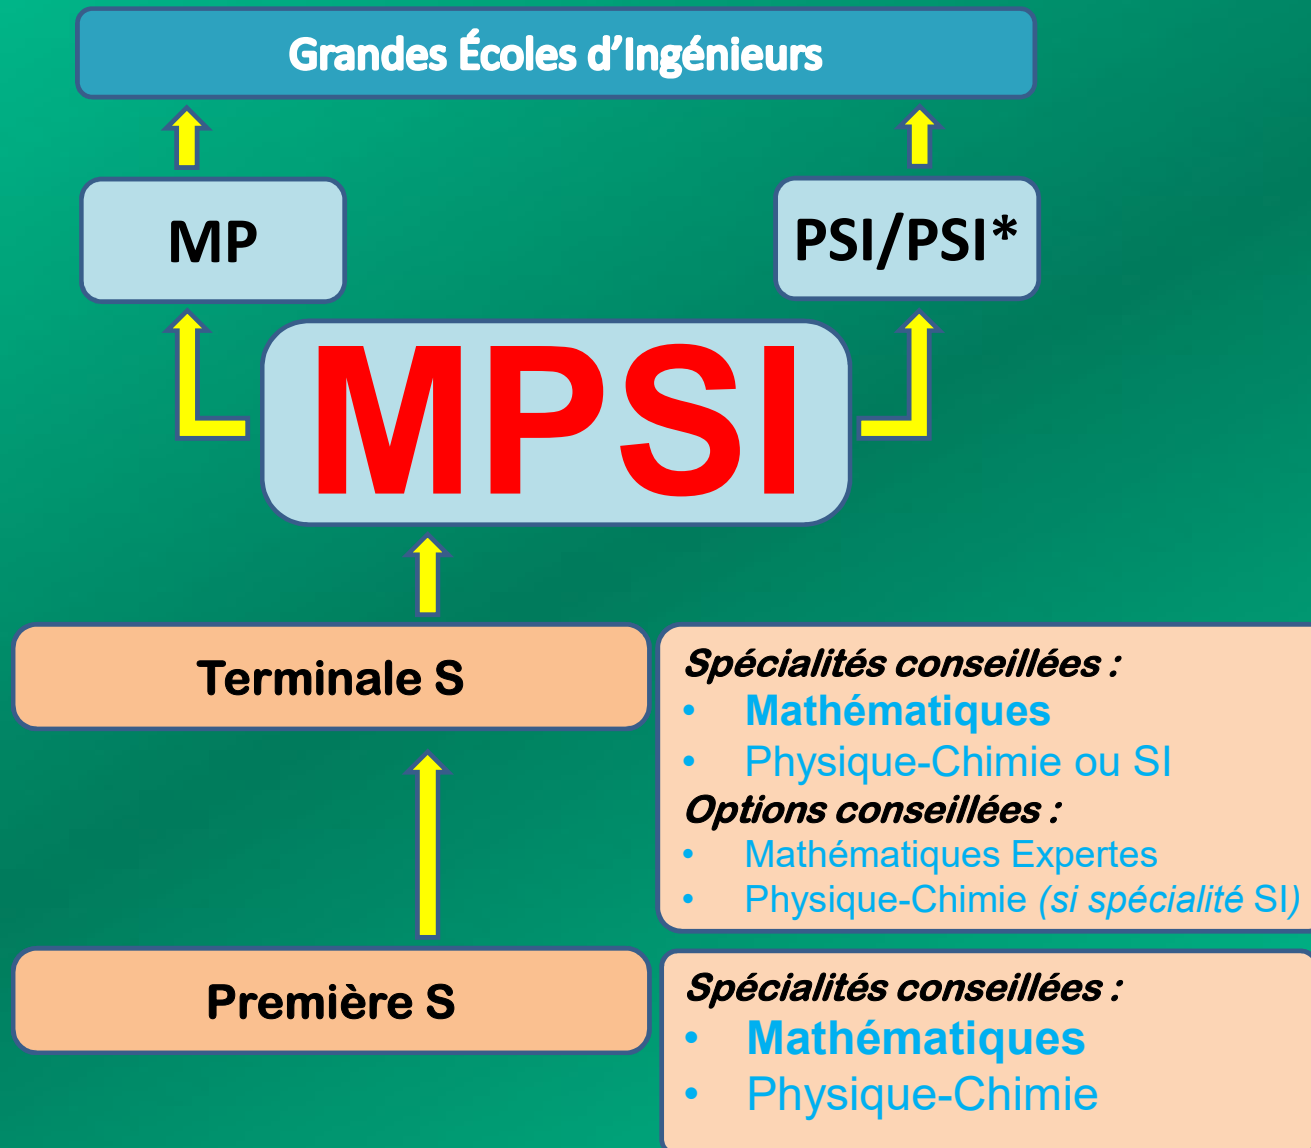 Grandes Écoles d’Ingénieurs
MP
PSI/PSI*
MPSI
Terminale S
Spécialités conseillées :
• Mathématiques
• Physique-Chimie ou SI
Options conseillées :
• Mathématiques Expertes
• Physique-Chimie (si spécialité SI)
Première S
Spécialités conseillées :
• Mathématiques
• Physique-Chimie